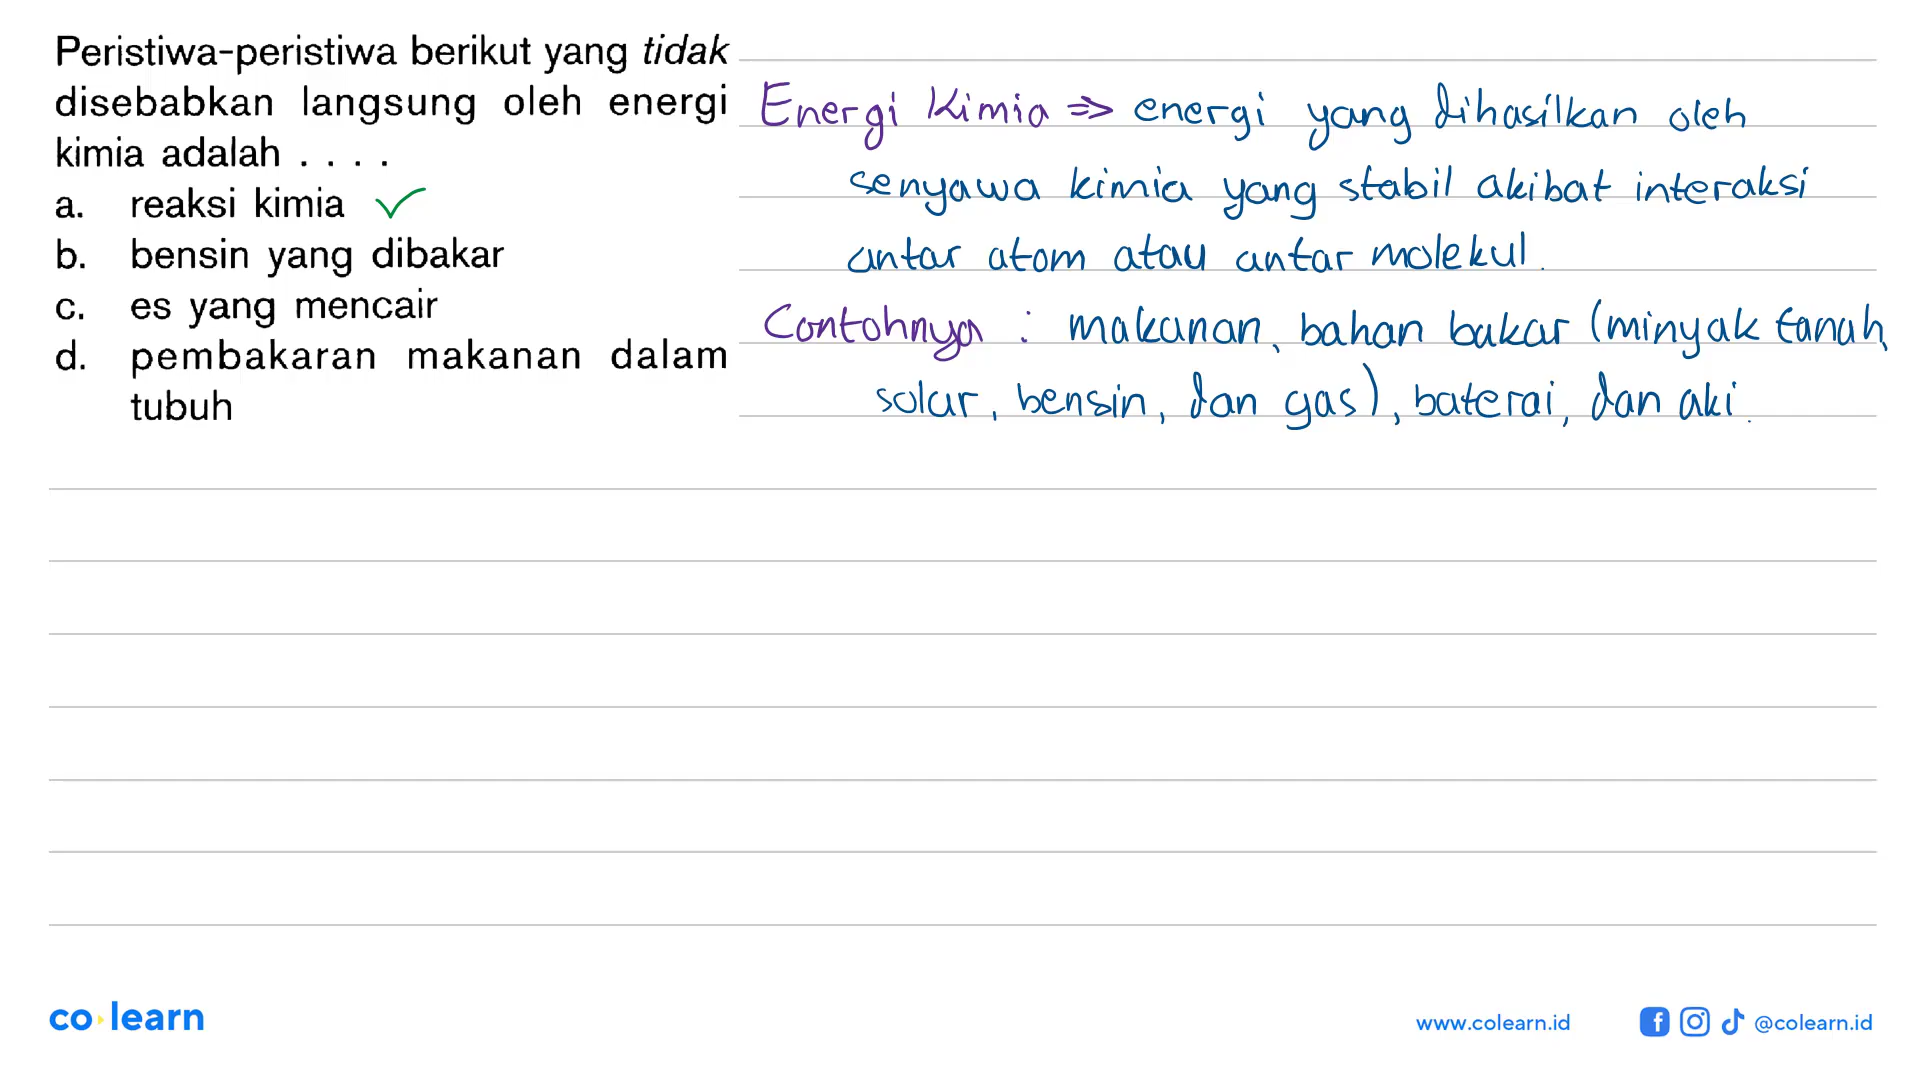 Peristiwa-peristiwa berikut yang tidak
disebabkan langsung oleh energi
kimia adalah . . . .
a. reaksi kimia ✓
b. bensin yang dibakar
c. es yang mencair
d. pembakaran makanan dalam
tubuh
Energi Kimia ⇒ energi yang dihasilkan oleh
senyawa kimia yang stabil akibat interaksi
antar atom atau antar molekul.
Contohnya : makanan, bahan bakar (minyak tanah,
solar, bensin, dan gas), baterai, dan aki.
co learn
www.colearn.id
@colearn.id